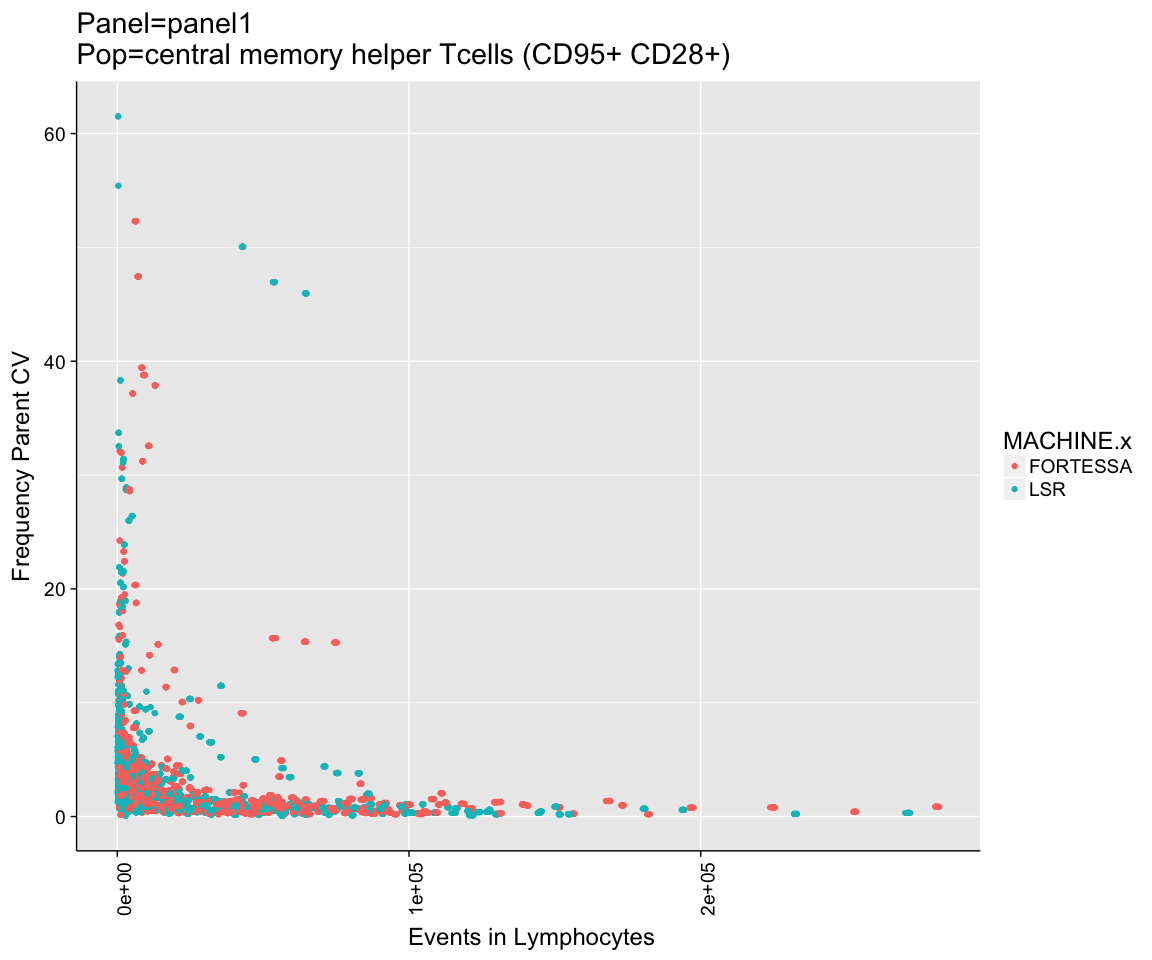 Panel=panel1
Pop=central memory helper Tcells (CD95+ CD28+)
60
40
20
0
Frequency Parent CV
0e+00
1e+05
2e+05
Events in Lymphocytes
MACHINE.x
FORTESSA
LSR